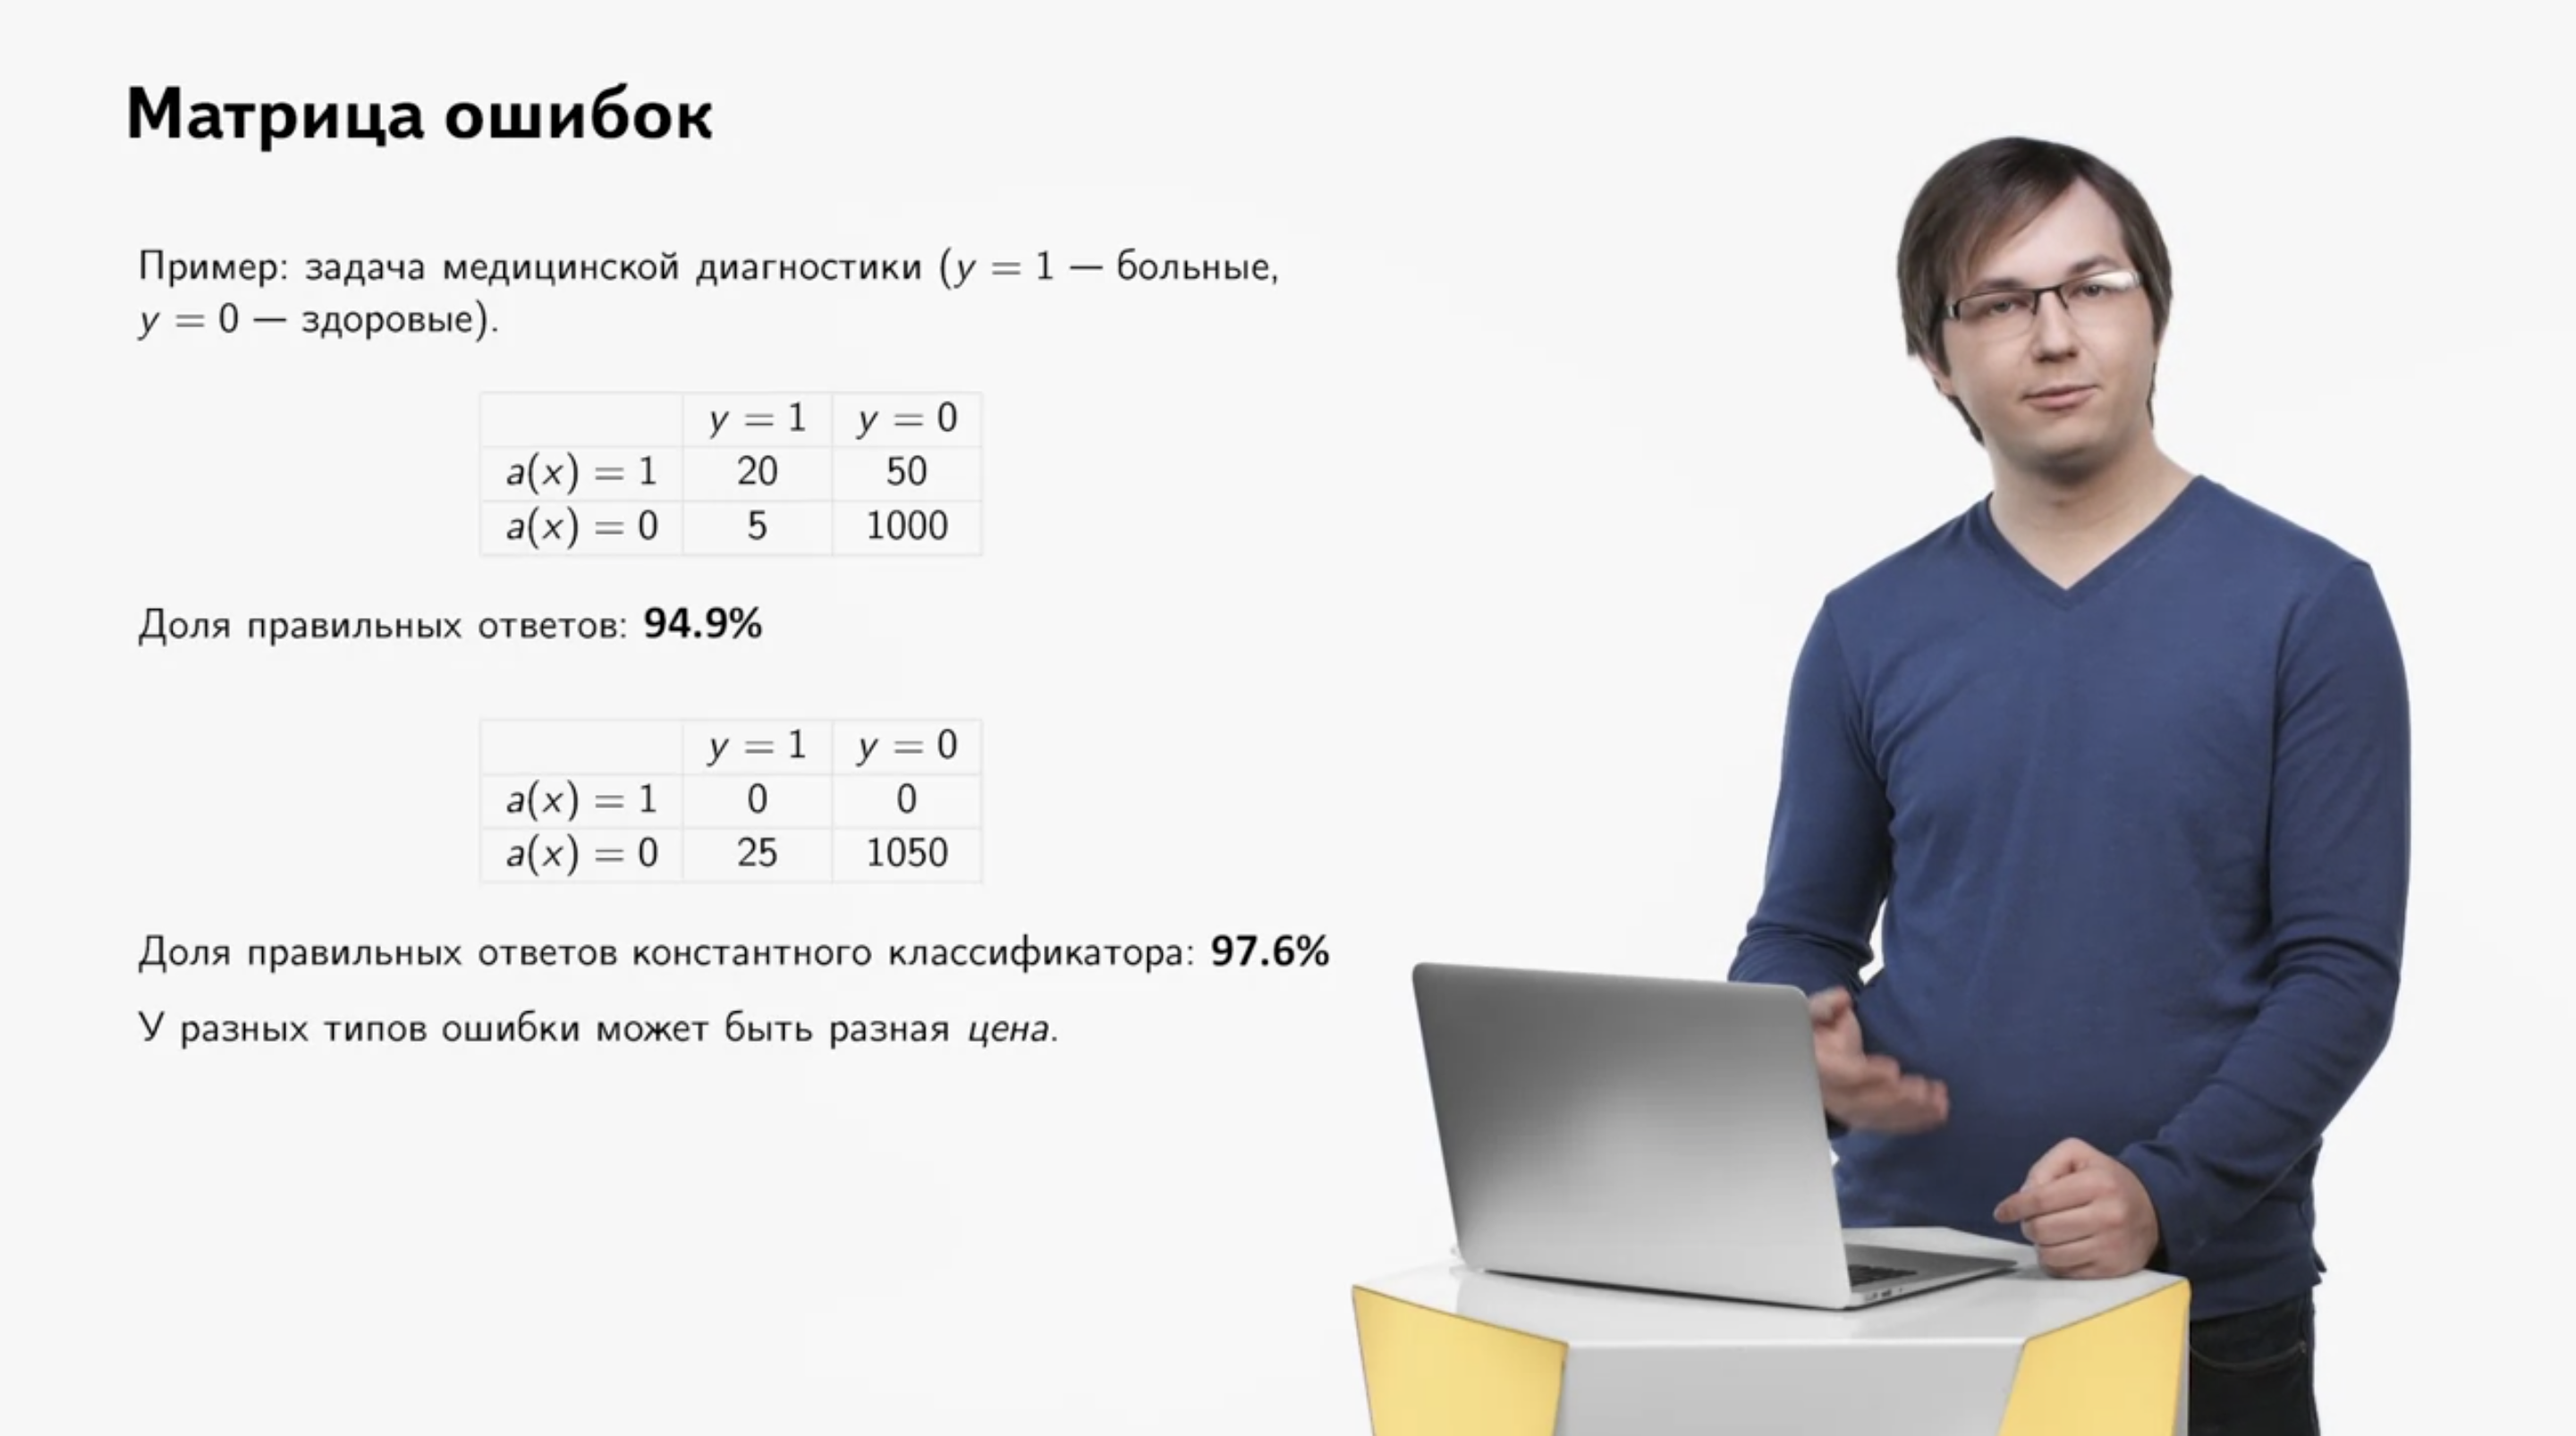 Матрица ошибок
Пример: задача медицинской диагностики (y = 1 — больные,
y = 0 — здоровые).
y = 1 y = 0
a(x) = 1 20 50
a(x) = 0 5 1000
Доля правильных ответов: 94.9%
y = 1 y = 0
a(x) = 1 0 0
a(x) = 0 25 1050
Доля правильных ответов константного классификатора: 97.6%
У разных типов ошибки может быть разная цена.